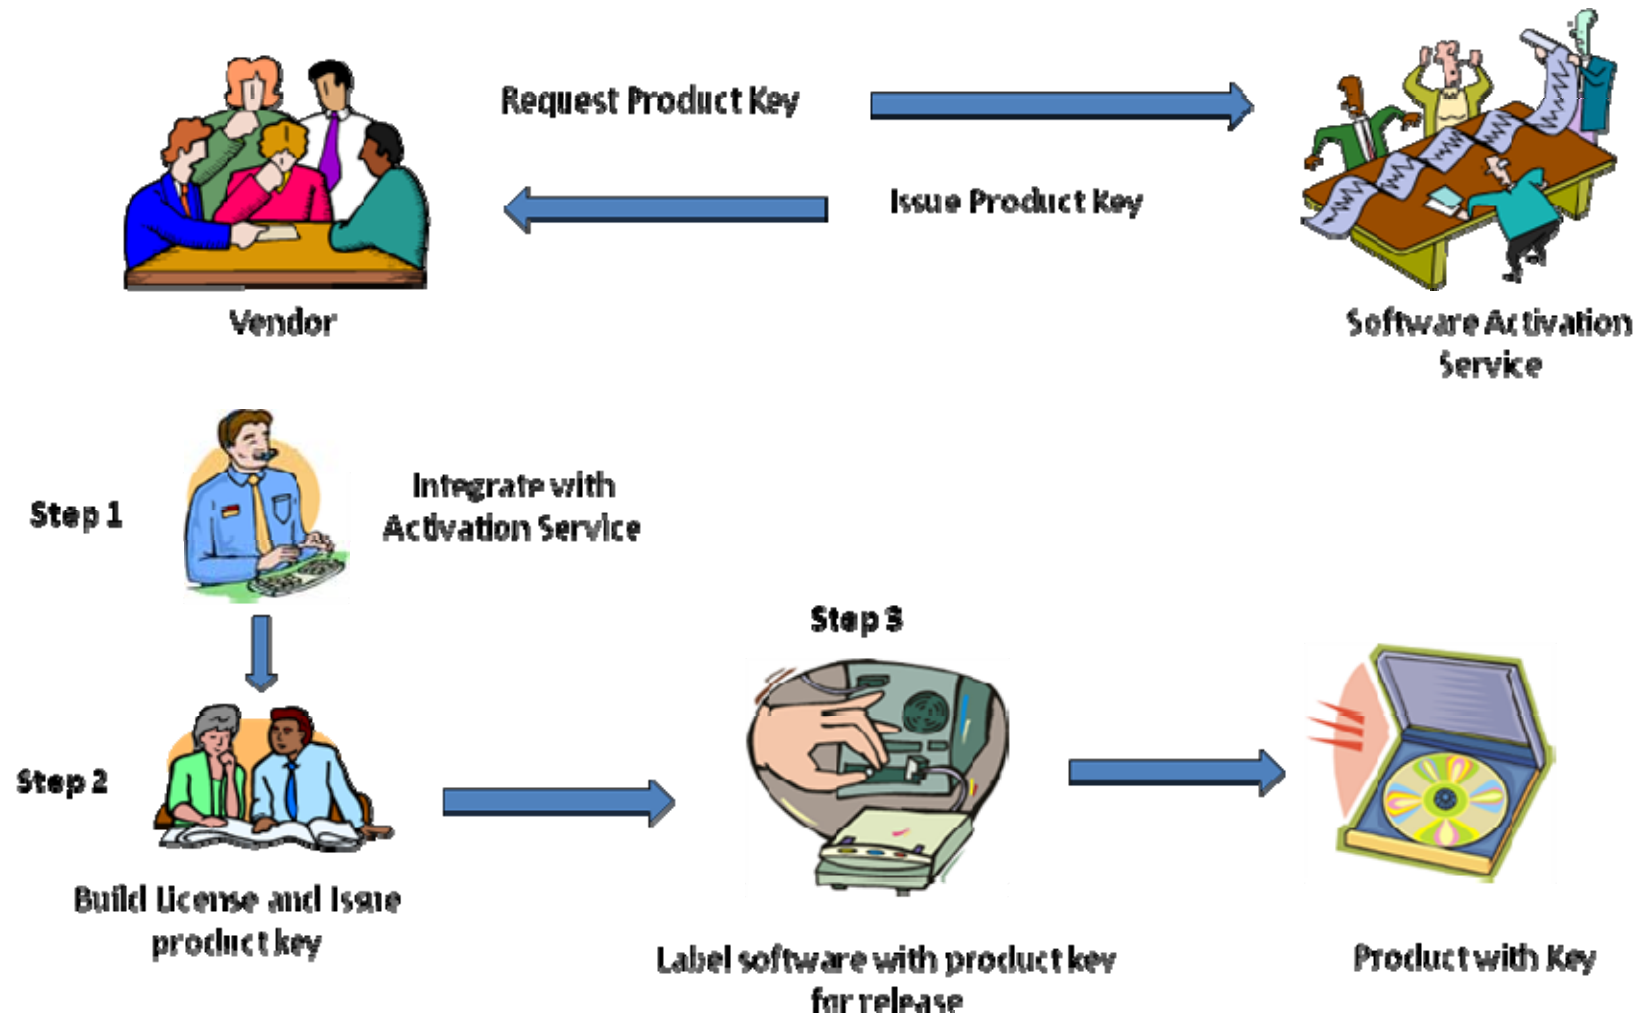 Request Product Key
Issue Product Key
Vendor
Software Activation
Service
Step 1
Integrate with
Activation Service
Step 3
Step 2
Build License and Issue
product key
Label software with product key
for release
Product with Key